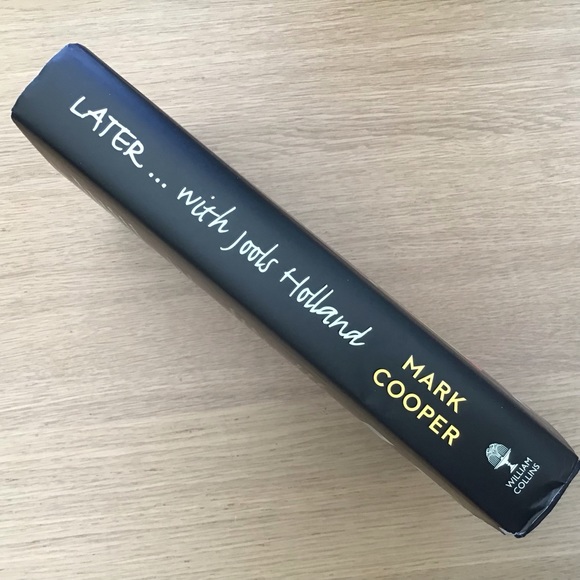 LATER... with Jools Holland
MARK
COOPER
WILLIAM
COLLINS